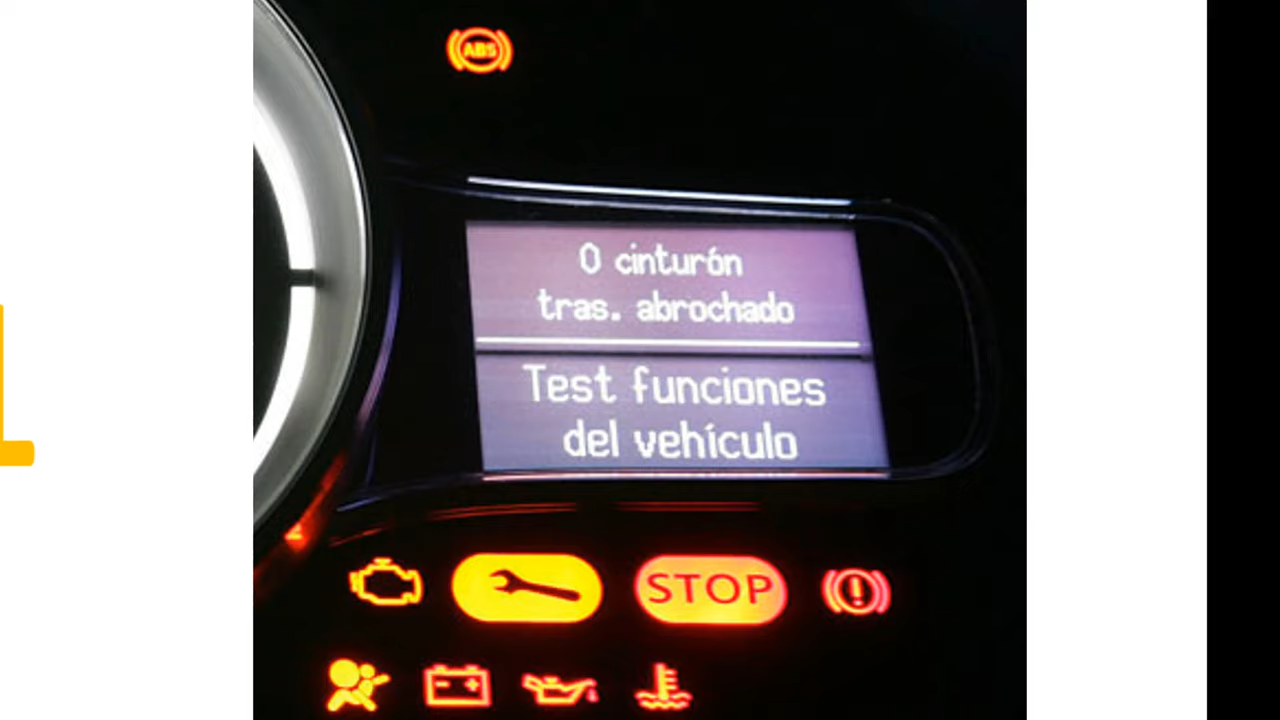 ABS
0 cinturón
tras. abrochado
Test funciones
del vehículo
STOP